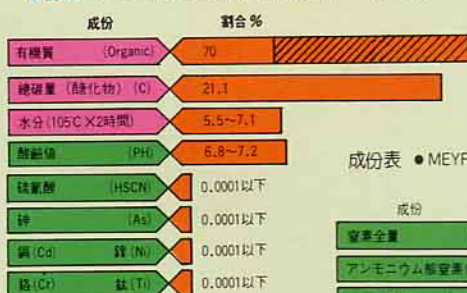 成份 割合 %
有機質 (Organic) 70
總碳量 (醣化物) (C) 21.1
水分(105℃×2時間) 5.5~7.1
酸鹼值 (PH) 6.8~7.2
硫氰酸 (HSCN) 0.0001以下
砷 (As) 0.0001以下
鎘(Cd) 鎳(Ni) 0.0001以下
鉻(Cr) 鈦(Ti) 0.0001以下
成份表 ●MEYF
成份
窒素全量
アンモニウム態窒素